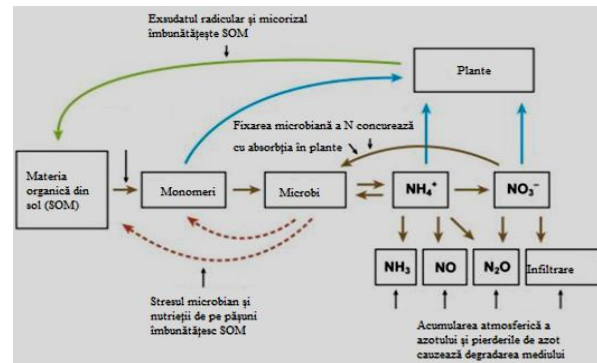 Exsudatul radicular și micorizal
îmbunătățește SOM
Plante
Fixarea microbiană a N concurează
cu absorbția în plante
Materia
organică din
sol (SOM)
Monomeri
Microbi
NH₄⁺
NO₃⁻
NH₃
NO
N₂O
Infiltrare
Stresul microbian și
nutrieții de pe pășuni
îmbunătățesc SOM
Acumularea atmosferică a
azotului și pierderile de azot
cauzează degradarea mediului